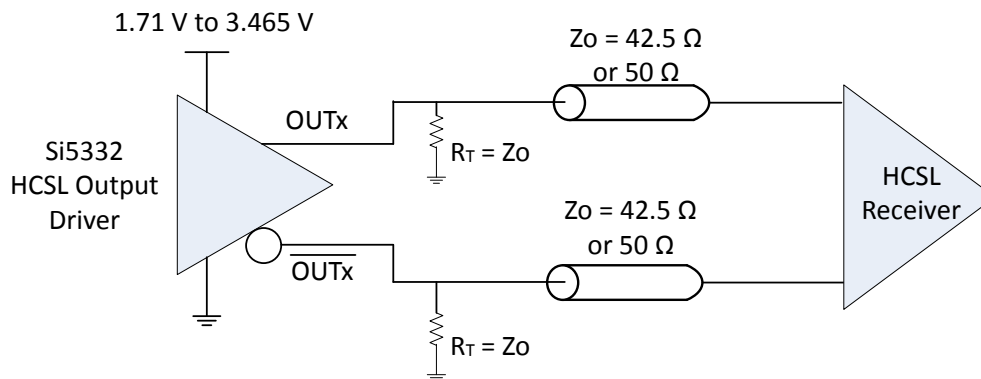 1.71 V to 3.465 V
Si5332
HCSL Output
Driver
OUTx
OUTx
RT = Zo
RT = Zo
Zo = 42.5 Ω
or 50 Ω
Zo = 42.5 Ω
or 50 Ω
HCSL
Receiver